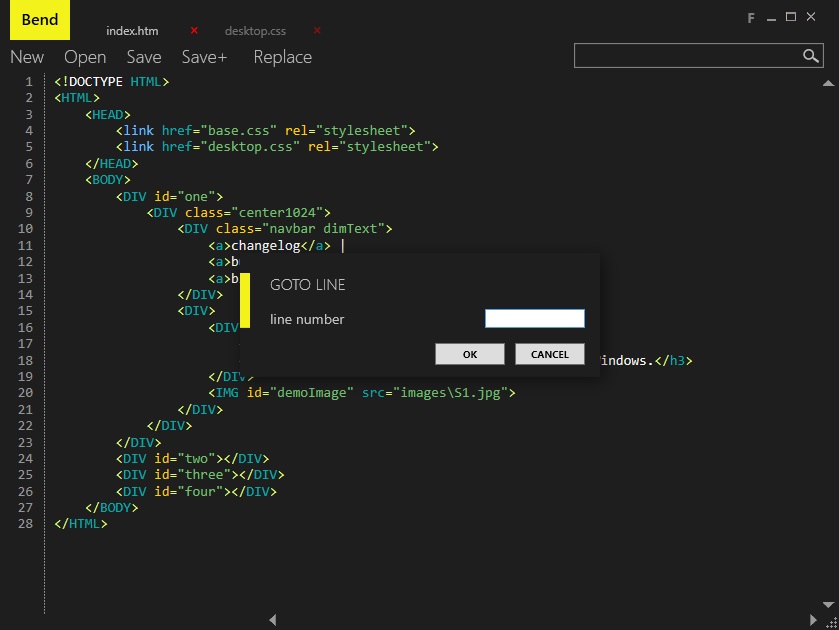 Bend
index.htm × desktop.css ×
F
New Open Save Save+ Replace
1 <!DOCTYPE HTML>
2 <HTML>
3 <HEAD>
4 <link href="base.css" rel="stylesheet">
5 <link href="desktop.css" rel="stylesheet">
6 </HEAD>
7 <BODY>
8 <DIV id="one">
9 <DIV class="center1024">
10 <DIV class="navbar dimText">
11 <a>changelog</a> |
12 <a>b
13 <a>b
14 </DIV>
15 <DIV>
16 <DIV
17
18 indows.</h3>
19 </DIV>
20 <IMG id="demoImage" src="images\S1.jpg">
21 </DIV>
22 </DIV>
23 </DIV>
24 <DIV id="two"></DIV>
25 <DIV id="three"></DIV>
26 <DIV id="four"></DIV>
27 </BODY>
28 </HTML>
GOTO LINE
line number
OK CANCEL